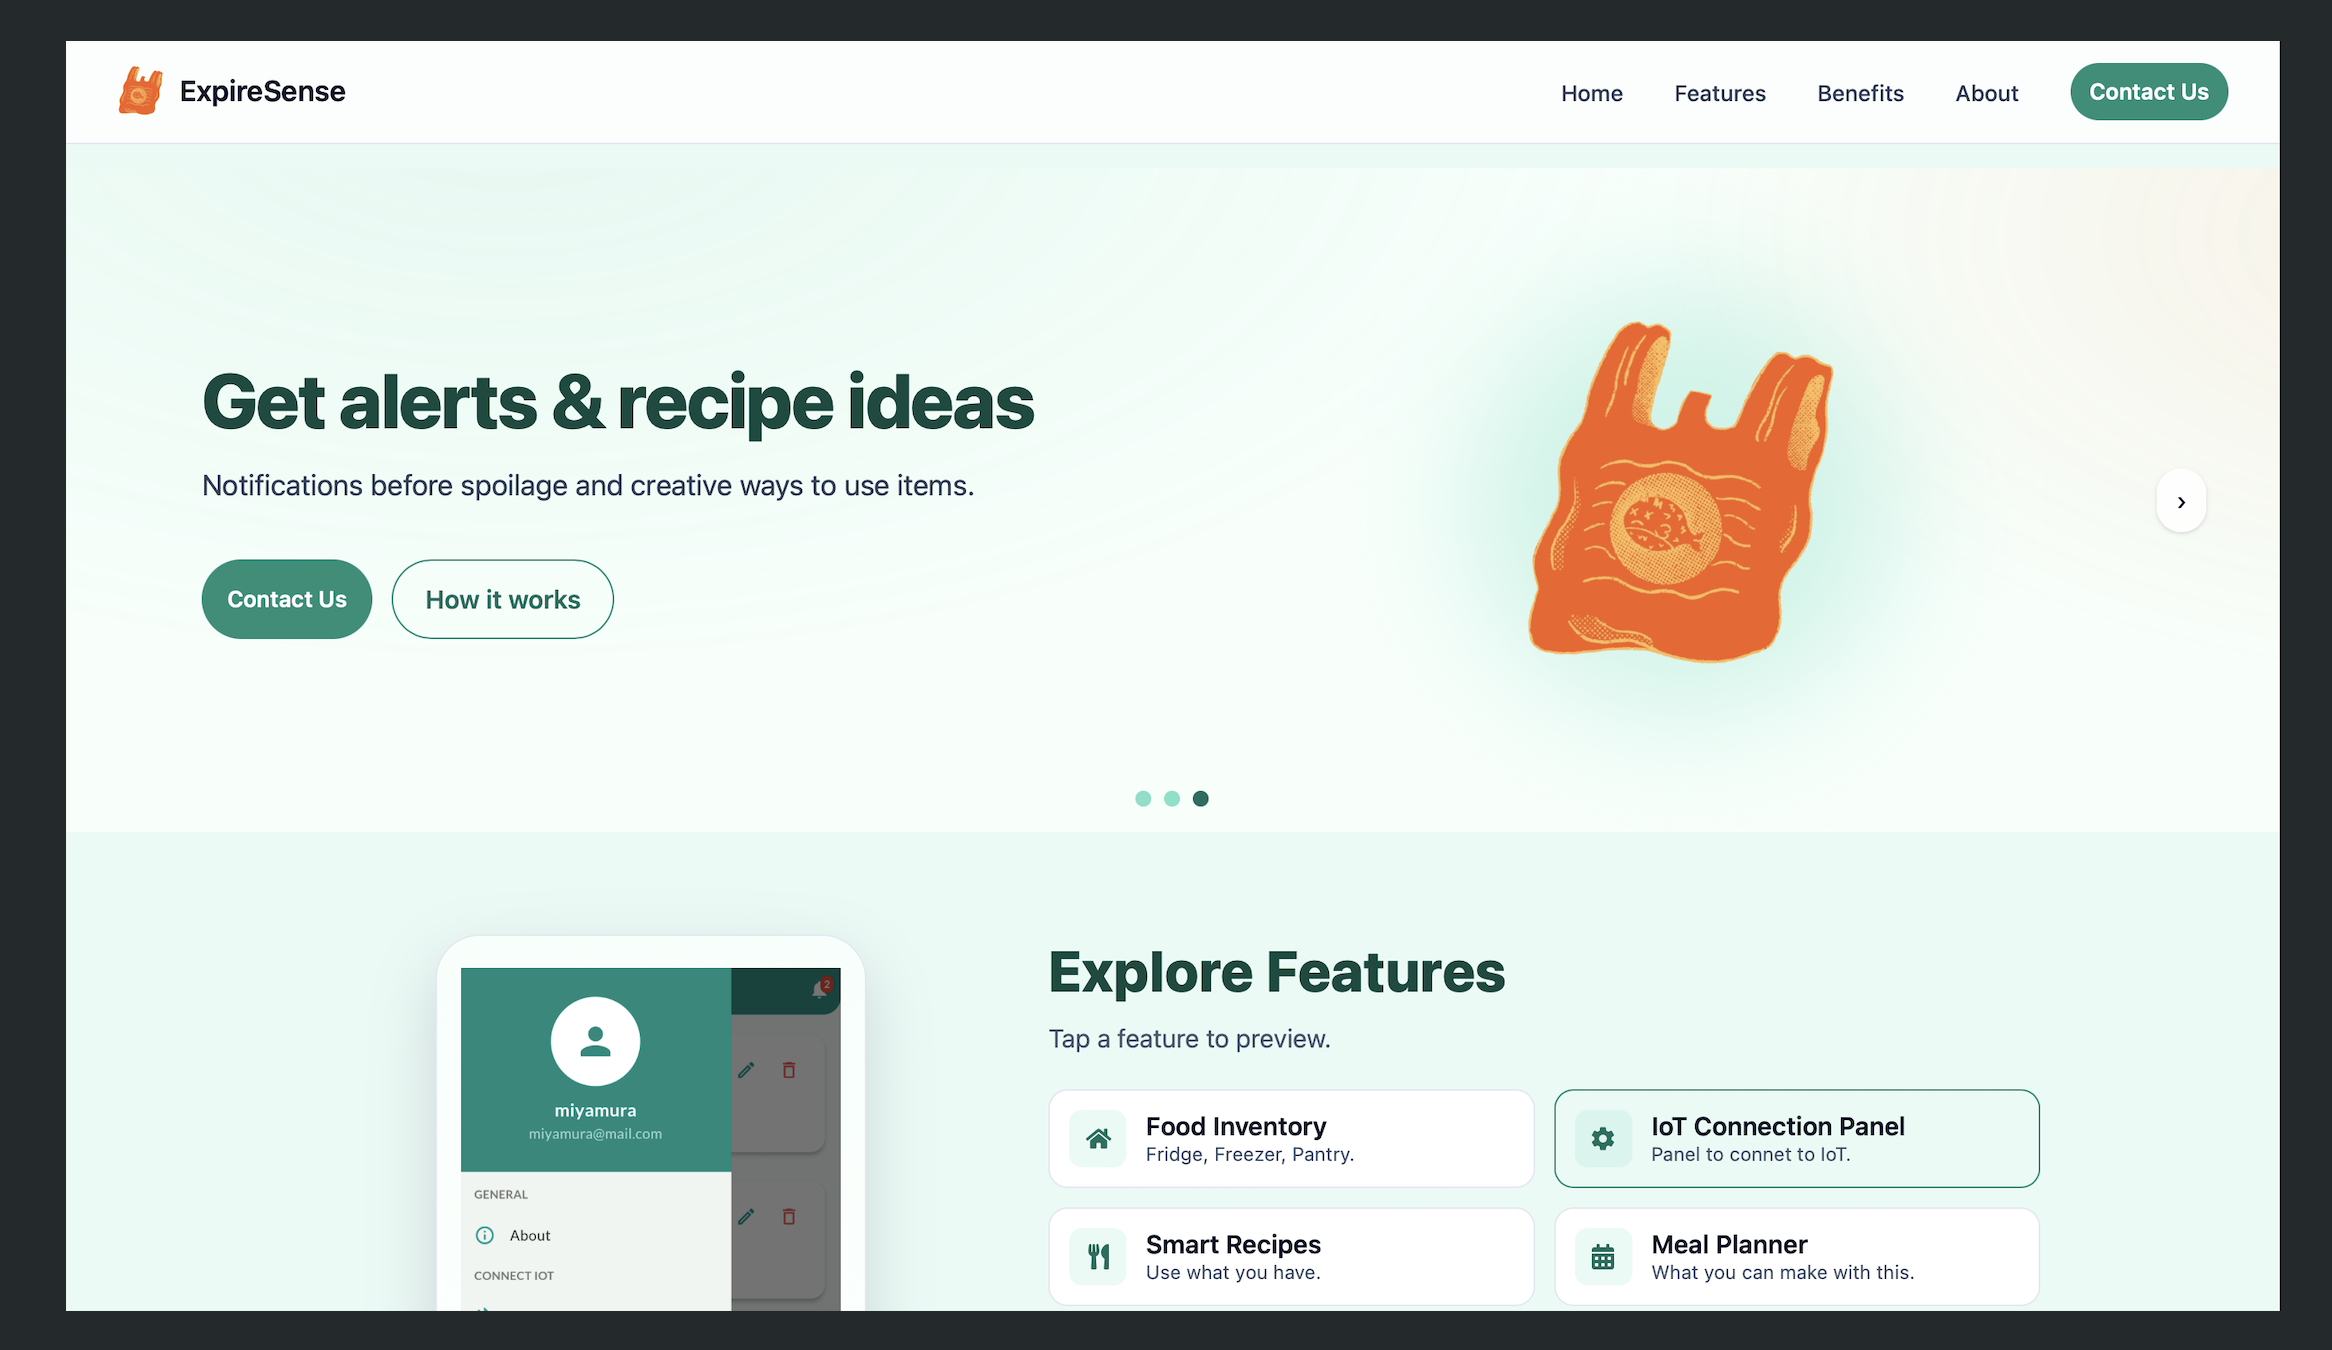 ExpireSense
Home
Features
Benefits
About
Contact Us
Get alerts & recipe ideas
Notifications before spoilage and creative ways to use items.
Contact Us
How it works
›
2
miyamura
miyamura@mail.com
GENERAL
About
CONNECT IOT
Explore Features
Tap a feature to preview.
Food Inventory
Fridge, Freezer, Pantry.
IoT Connection Panel
Panel to connet to IoT.
Smart Recipes
Use what you have.
Meal Planner
What you can make with this.